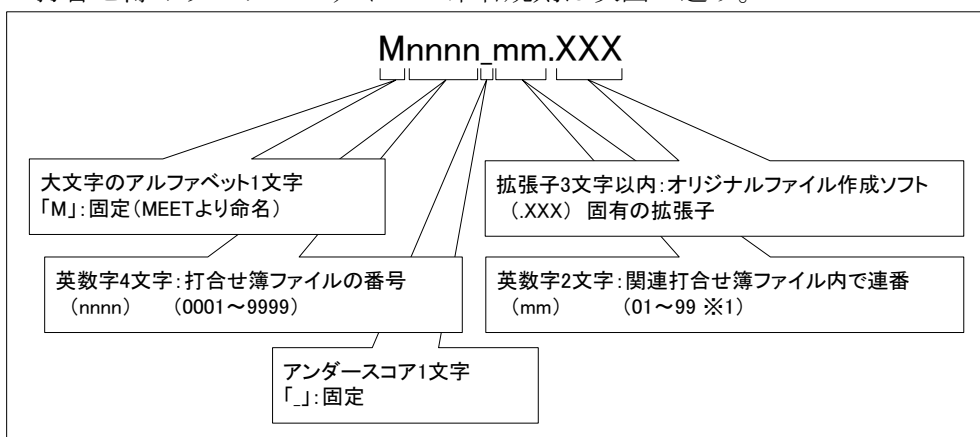 Mnnnn_mm.XXX
大文字のアルファベット1文字
「M」:固定(MEETより命名)
拡張子3文字以内:オリジナルファイル作成ソフト
(.XXX) 固有の拡張子
英数字4文字:打合せ簿ファイルの番号
(nnnn) (0001～9999)
英数字2文字:関連打合せ簿ファイル内で連番
(mm) (01～99 ※1)
アンダースコア1文字
「_」:固定